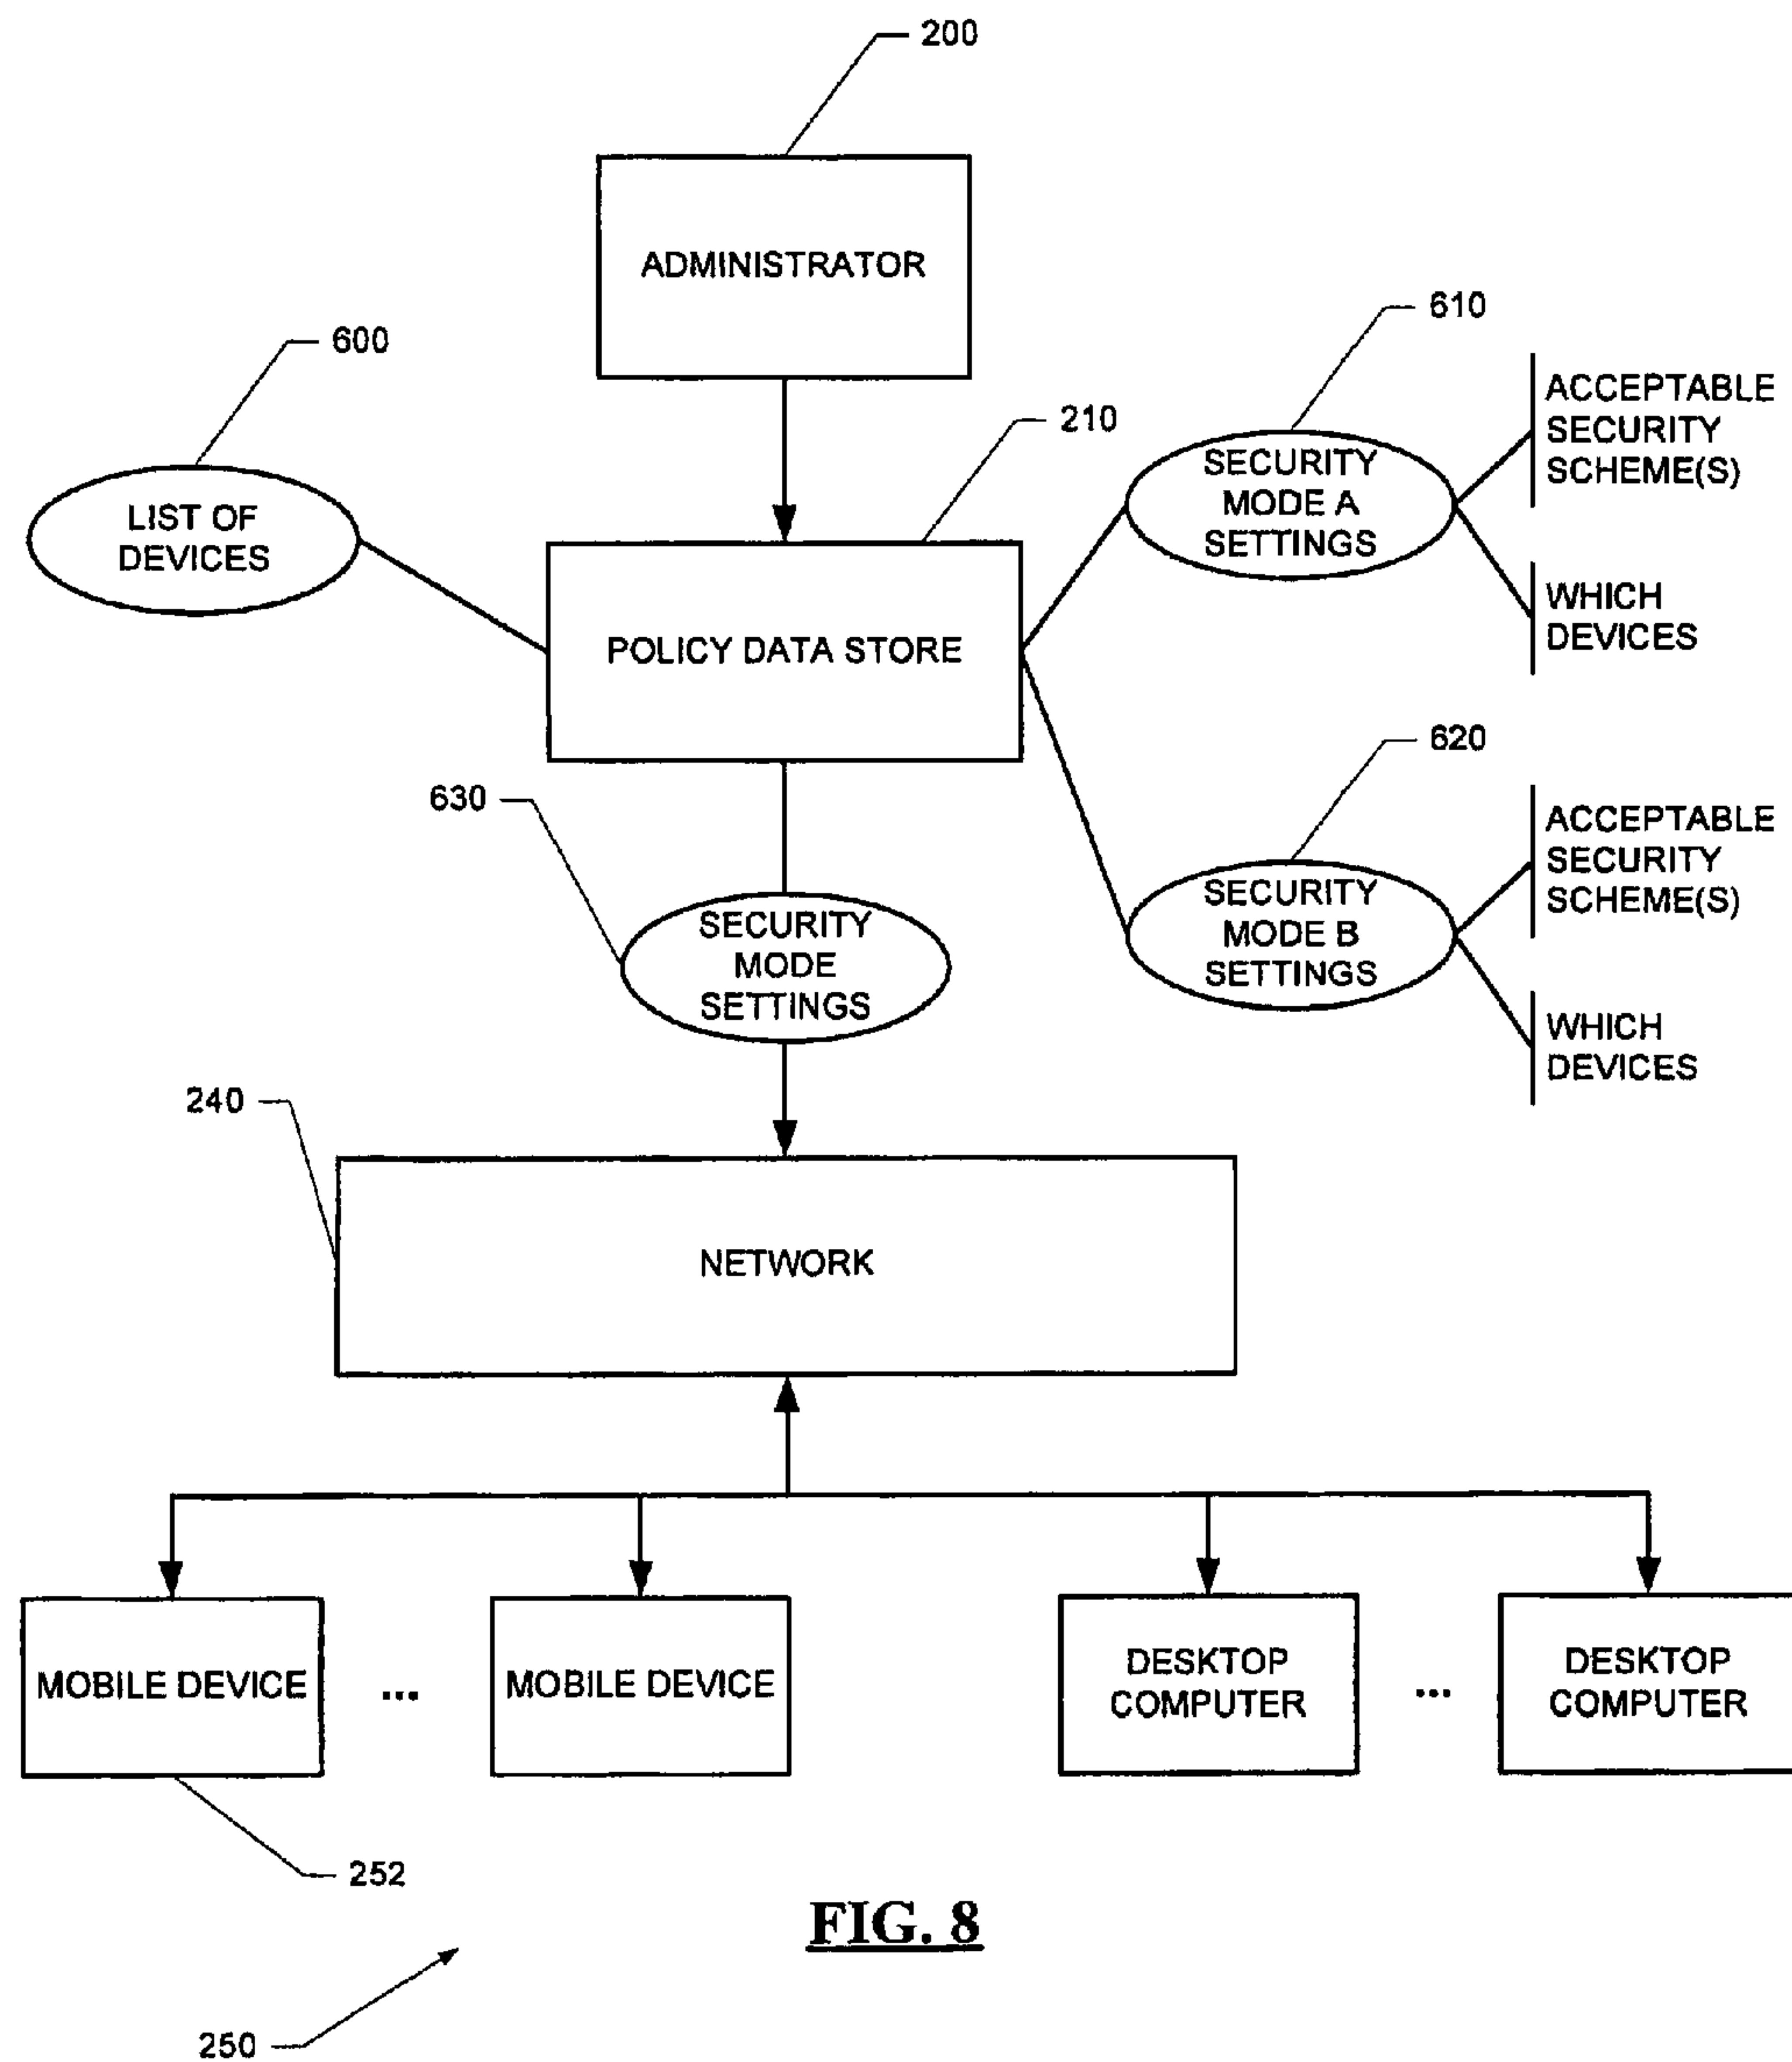 200
ADMINISTRATOR
600
610
LIST OF
DEVICES
210
SECURITY
MODE A
SETTINGS
ACCEPTABLE
SECURITY
SCHEME(S)
WHICH
DEVICES
POLICY DATA STORE
620
630
SECURITY
MODE B
SETTINGS
ACCEPTABLE
SECURITY
SCHEME(S)
WHICH
DEVICES
SECURITY
MODE
SETTINGS
240
NETWORK
MOBILE DEVICE
...
MOBILE DEVICE
DESKTOP
COMPUTER
...
DESKTOP
COMPUTER
252
FIG. 8
250